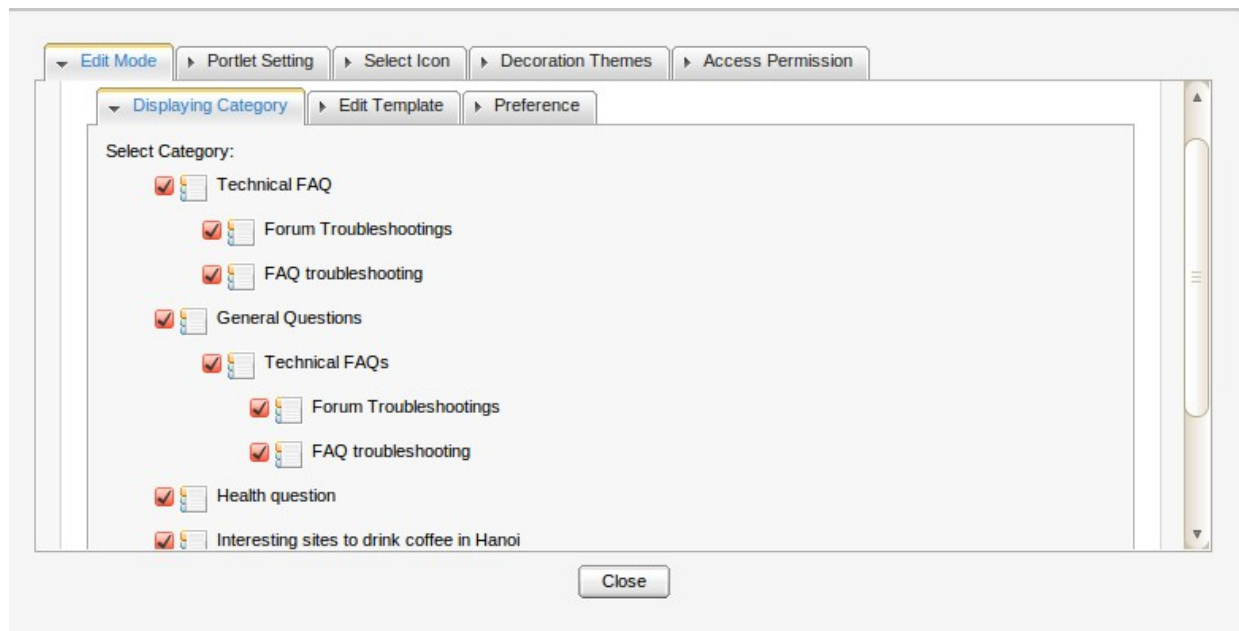 Edit Mode Portlet Setting Select Icon Decoration Themes Access Permission
Displaying Category Edit Template Preference
Select Category:
Technical FAQ
Forum Troubleshootings
FAQ troubleshooting
General Questions
Technical FAQs
Forum Troubleshootings
FAQ troubleshooting
Health question
Interesting sites to drink coffee in Hanoi
Close